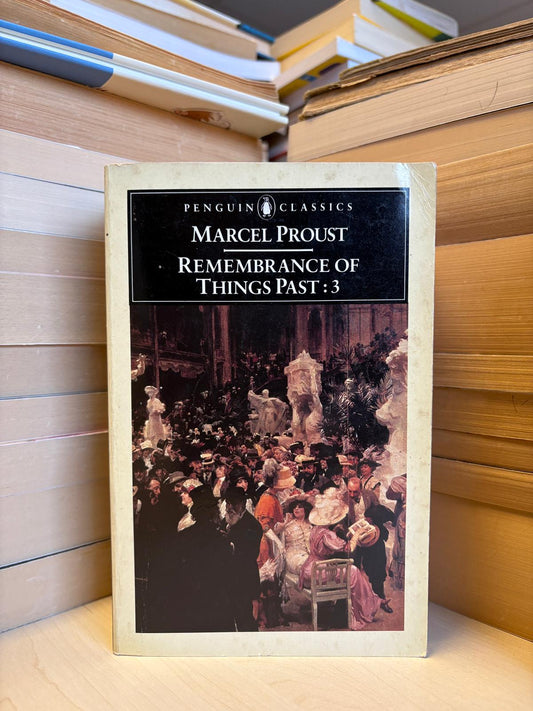 PENGUIN CLASSICS
MARCEL PROUST
REMEMBRANCE OF
THINGS PAST : 3